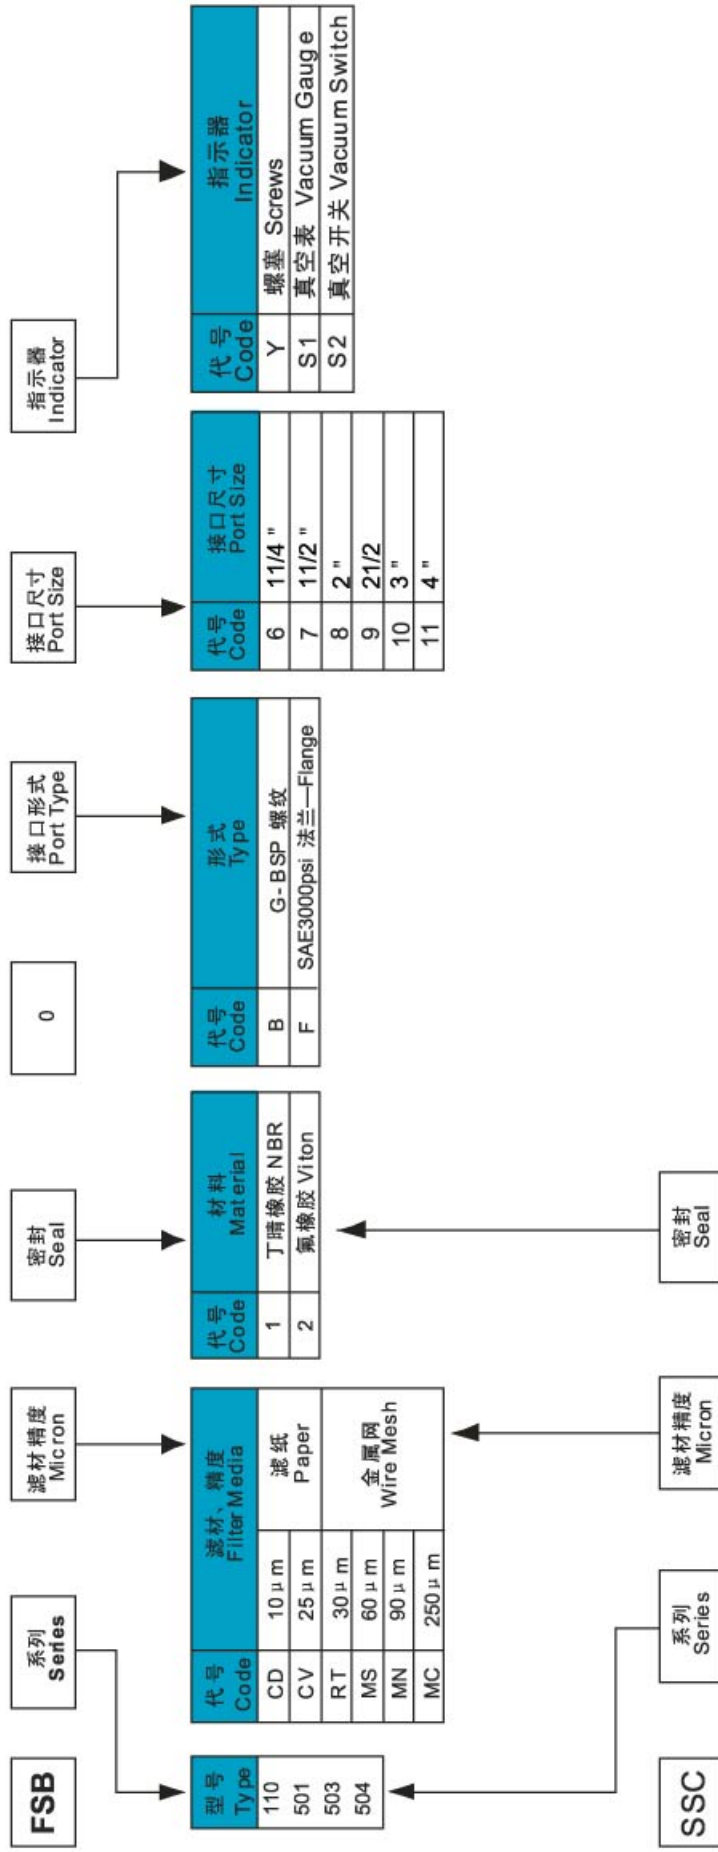 FSB
系列
Series
滤材精度
Micron
密封
Seal
0
接口形式
Port Type
接口尺寸
Port Size
指示器
Indicator
型号
Type
110
501
503
504
代号
Code
滤材、精度
Filter Media
CD 10μm
CV 25μm
滤纸
Paper
RT 30μm
MS 60μm
MN 90μm
MC 250μm
金属网
Wire Mesh
代号
Code
材料
Material
1 丁晴橡胶 NBR
2 氟橡胶 Viton
代号
Code
形式
Type
B G-BSP 螺纹
F SAE3000psi 法兰—Flange
代号
Code
接口尺寸
Port Size
6 11/4"
7 11/2"
8 2"
9 21/2
10 3"
11 4"
代号
Code
指示器
Indicator
Y 螺塞 Screws
S1 真空表 Vacuum Gauge
S2 真空开关 Vacuum Switch
SSC
系列
Series
滤材精度
Micron
密封
Seal